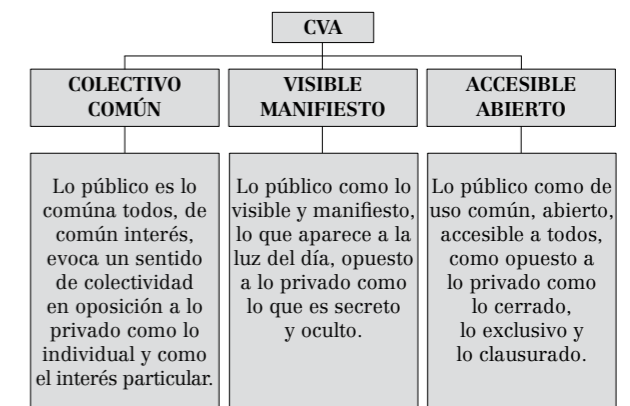 CVA
COLECTIVO
COMÚN
VISIBLE
MANIFIESTO
ACCESIBLE
ABIERTO
Lo público es lo
comúna todos, de
común interés,
evoca un sentido
de colectividad
en oposición a lo
privado como lo
individual y como
el interés particular.
Lo público como lo
visible y manifiesto,
lo que aparece a la
luz del día, opuesto
a lo privado como
lo que es secreto
y oculto.
Lo público como de
uso común, abierto,
accesible a todos,
como opuesto a
lo privado como
lo cerrado,
lo exclusivo y
lo clausurado.